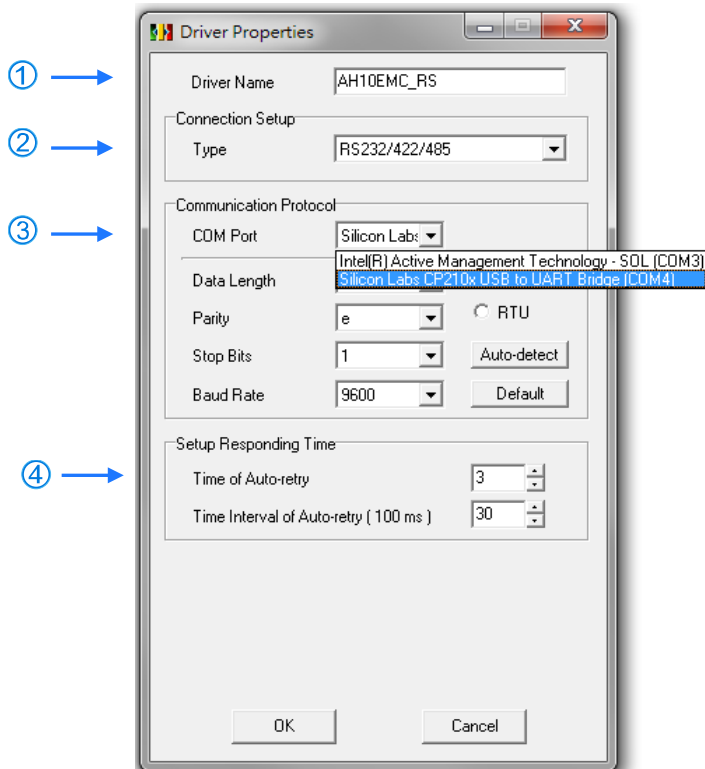 Driver Properties
① Driver Name AH10EMC_RS
Connection Setup
② Type RS232/422/485
Communication Protocol
③ COM Port Silicon Labs
Intel(R) Active Management Technology - SOL (COM3)
Silicon Labs CP210x USB to UART Bridge (COM4)
Data Length
Parity e RTU
Stop Bits 1 Auto-detect
Baud Rate 9600 Default
Setup Responding Time
④ Time of Auto-retry 3
Time Interval of Auto-retry ( 100 ms ) 30
OK Cancel